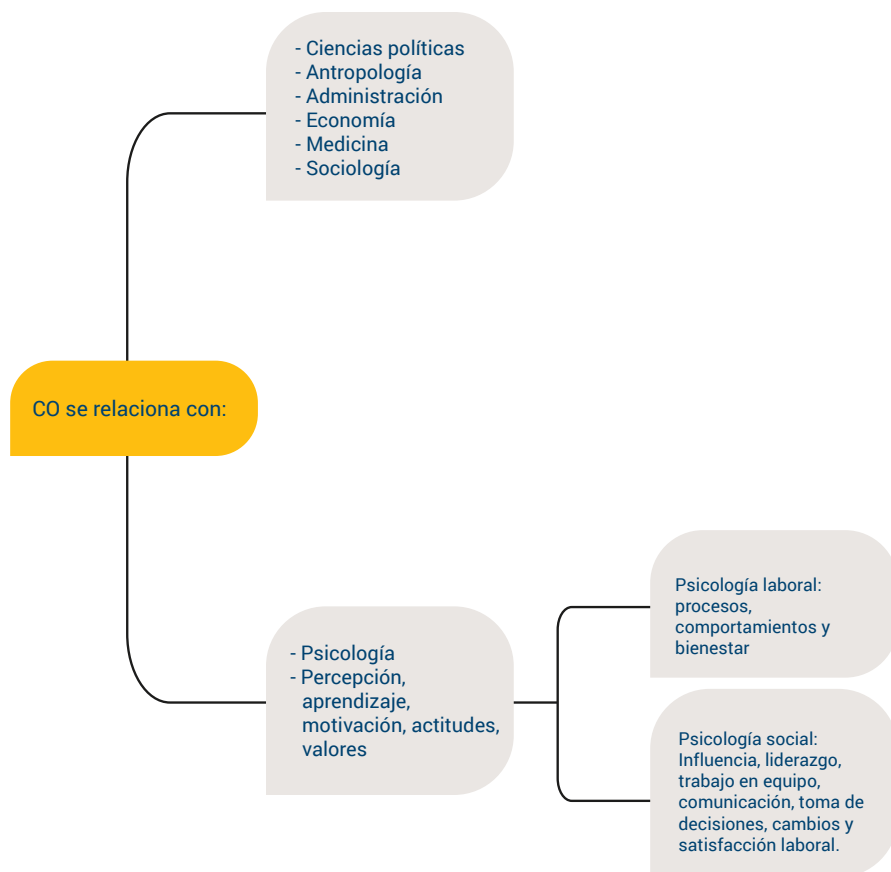 - Ciencias políticas
- Antropología
- Administración
- Economía
- Medicina
- Sociología
CO se relaciona con:
- Psicología
- Percepción,
aprendizaje,
motivación, actitudes,
valores
Psicología laboral:
procesos,
comportamientos y
bienestar
Psicología social:
Influencia, liderazgo,
trabajo en equipo,
comunicación, toma de
decisiones, cambios y
satisfacción laboral.